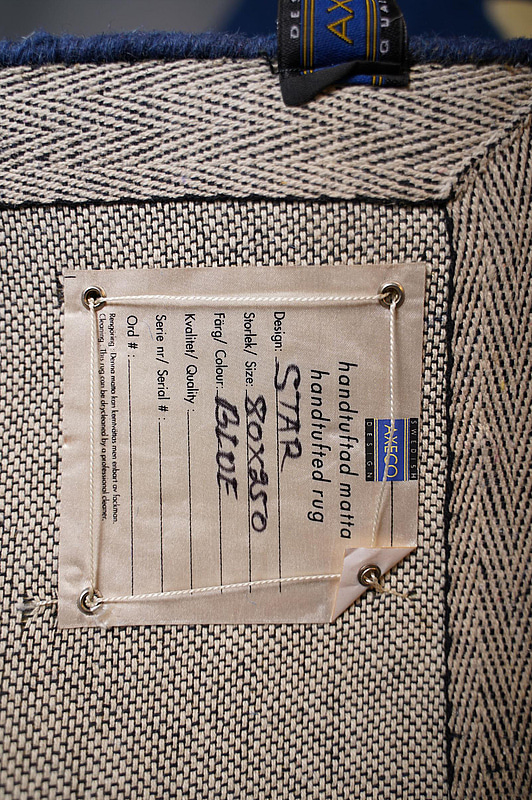 AXE
SWEDISH
AXECO
DESIGN
handtuftad matta
handtufted rug
Design: STAR
Storlek/ Size: 80X250
Färg/ Colour: BLUE
Kvalitet/ Quality :
Serie nr/ Serial # :
Ord # :
Rengöring : Denna matta kan kemtvättas men enbart av fackman.
Cleaning : This rug can be drycleaned by a professional cleaner.